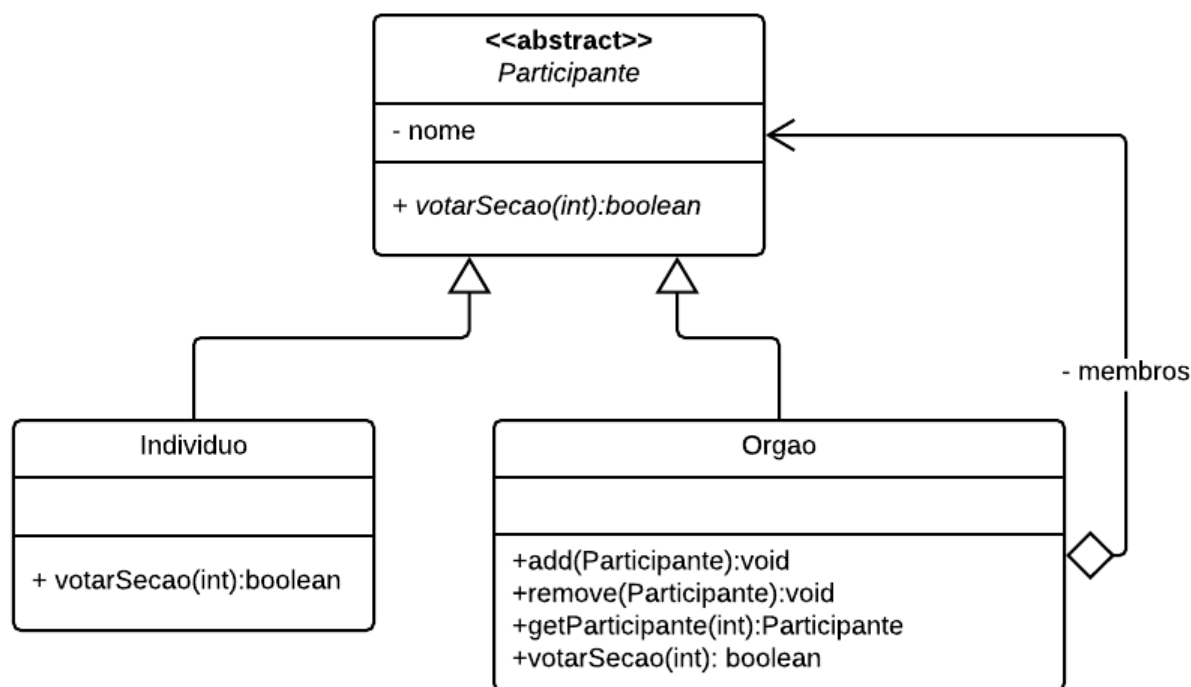 <<abstract>>
Participante
- nome
+ votarSecao(int):boolean
- membros
Individuo
+ votarSecao(int):boolean
Orgao
+add(Participante):void
+remove(Participante):void
+getParticipante(int):Participante
+votarSecao(int): boolean